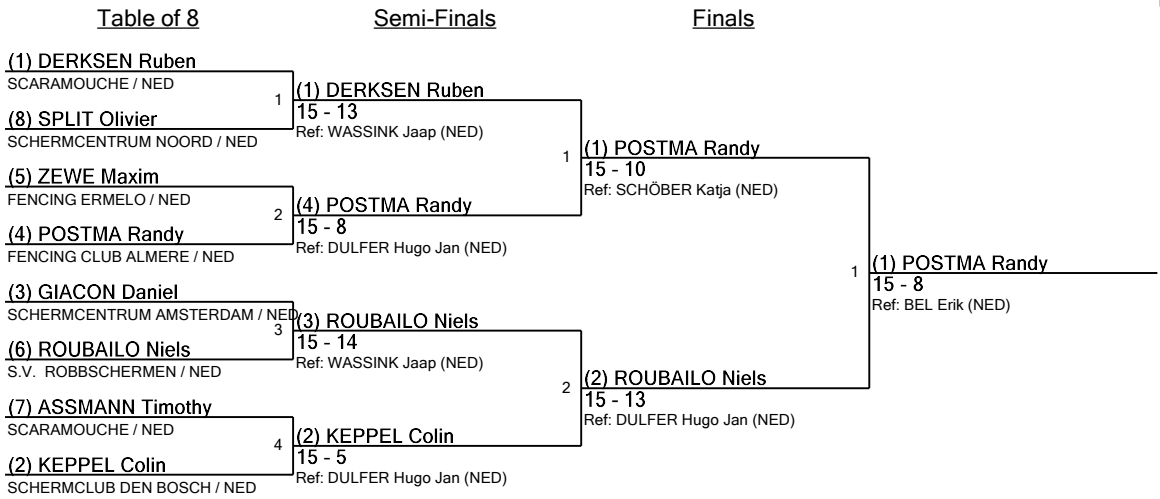 Table of 8
Semi-Finals
Finals
(1) DERKSEN Ruben
SCARAMOUCHE / NED
1
(8) SPLIT Olivier
SCHERMCENTRUM NOORD / NED
(5) ZEWE Maxim
FENCING ERMELO / NED
2
(4) POSTMA Randy
FENCING CLUB ALMERE / NED
(3) GIACON Daniel
SCHERMCENTRUM AMSTERDAM / NED
3
(6) ROUBAILO Niels
S.V. ROBBSCHERMEN / NED
(7) ASSMANN Timothy
SCARAMOUCHE / NED
4
(2) KEPPEL Colin
SCHERMCLUB DEN BOSCH / NED
(1) DERKSEN Ruben
15 - 13
Ref: WASSINK Jaap (NED)
1
(4) POSTMA Randy
15 - 8
Ref: DULFER Hugo Jan (NED)
(3) ROUBAILO Niels
15 - 14
Ref: WASSINK Jaap (NED)
2
(2) KEPPEL Colin
15 - 5
Ref: DULFER Hugo Jan (NED)
(1) POSTMA Randy
15 - 10
Ref: SCHÖBER Katja (NED)
1
(2) ROUBAILO Niels
15 - 13
Ref: DULFER Hugo Jan (NED)
(1) POSTMA Randy
15 - 8
Ref: BEL Erik (NED)